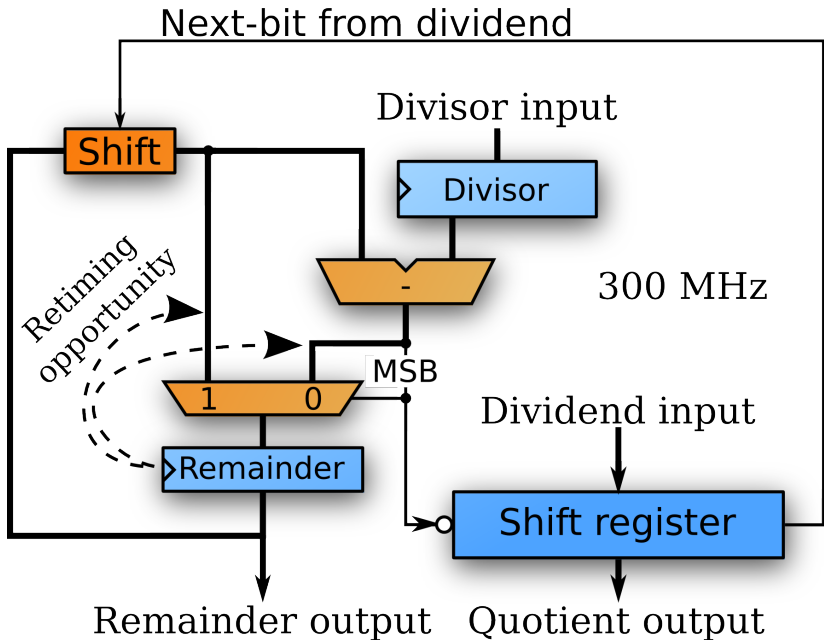 Next-bit from dividend
Divisor input
Shift
Divisor
Retiming
opportunity
-
300 MHz
MSB
1 0
Dividend input
Remainder
Shift register
Remainder output
Quotient output